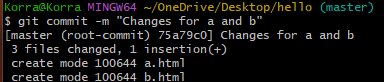 Korra@Korra MINGW64 ~/OneDrive/Desktop/hello (master)
$ git commit -m "Changes for a and b"
[master (root-commit) 75a79c0] Changes for a and b
 3 files changed, 1 insertion(+)
 create mode 100644 a.html
 create mode 100644 b.html